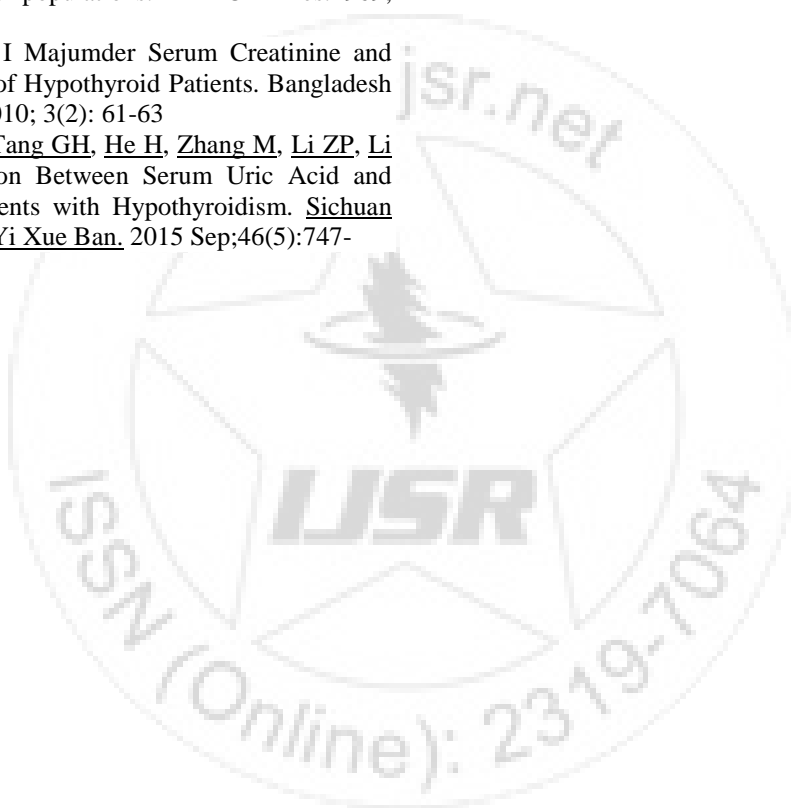 I Majumder Serum Creatinine and
of Hypothyroid Patients. Bangladesh
010; 3(2): 61-63
Tang GH, He H, Zhang M, Li ZP, Li
on Between Serum Uric Acid and
ents with Hypothyroidism. Sichuan
Yi Xue Ban. 2015 Sep;46(5):747-
jsr.net
IJSR
ISSN (Online): 2319-7064